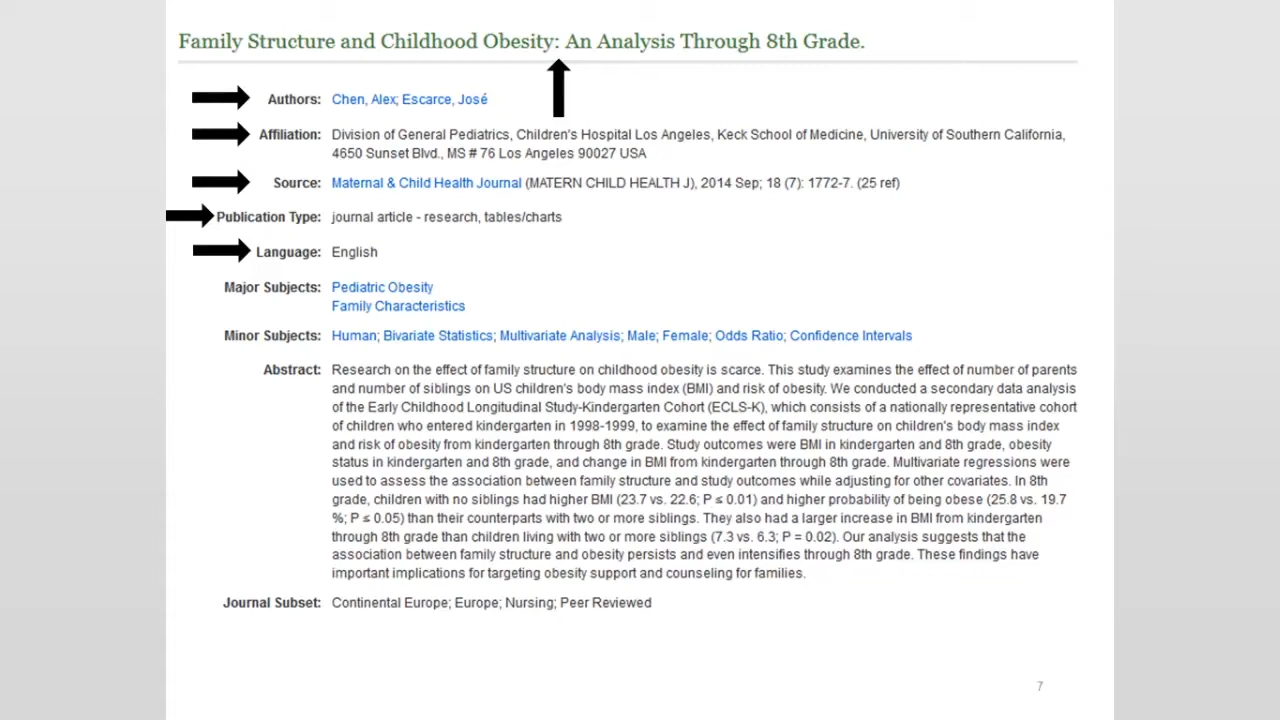 Family Structure and Childhood Obesity: An Analysis Through 8th Grade.
Authors: Chen, Alex; Escarce, José
Affiliation: Division of General Pediatrics, Children's Hospital Los Angeles, Keck School of Medicine, University of Southern California,
4650 Sunset Blvd., MS # 76 Los Angeles 90027 USA
Source: Maternal & Child Health Journal (MATERN CHILD HEALTH J), 2014 Sep; 18 (7): 1772-7. (25 ref)
Publication Type: journal article - research, tables/charts
Language: English
Major Subjects: Pediatric Obesity
Family Characteristics
Minor Subjects: Human; Bivariate Statistics; Multivariate Analysis; Male; Female; Odds Ratio; Confidence Intervals
Abstract: Research on the effect of family structure on childhood obesity is scarce. This study examines the effect of number of parents
and number of siblings on US children's body mass index (BMI) and risk of obesity. We conducted a secondary data analysis
of the Early Childhood Longitudinal Study-Kindergarten Cohort (ECLS-K), which consists of a nationally representative cohort
of children who entered kindergarten in 1998-1999, to examine the effect of family structure on children's body mass index
and risk of obesity from kindergarten through 8th grade. Study outcomes were BMI in kindergarten and 8th grade, obesity
status in kindergarten and 8th grade, and change in BMI from kindergarten through 8th grade. Multivariate regressions were
used to assess the association between family structure and study outcomes while adjusting for other covariates. In 8th
grade, children with no siblings had higher BMI (23.7 vs. 22.6; P ≤ 0.01) and higher probability of being obese (25.8 vs. 19.7
%; P ≤ 0.05) than their counterparts with two or more siblings. They also had a larger increase in BMI from kindergarten
through 8th grade than children living with two or more siblings (7.3 vs. 6.3; P = 0.02). Our analysis suggests that the
association between family structure and obesity persists and even intensifies through 8th grade. These findings have
important implications for targeting obesity support and counseling for families.
Journal Subset: Continental Europe; Europe; Nursing; Peer Reviewed
7